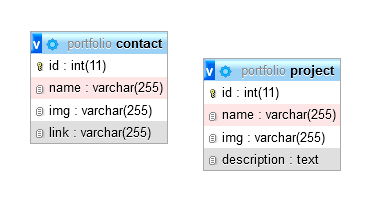 v portfolio contact
id : int(11)
name : varchar(255)
img : varchar(255)
link : varchar(255)
v portfolio project
id : int(11)
name : varchar(255)
img : varchar(255)
description : text